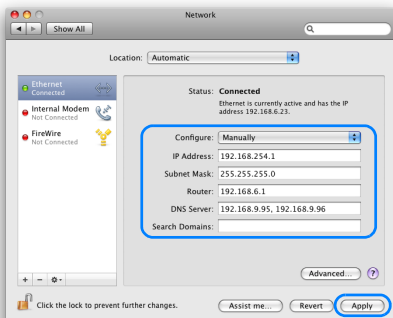 Network
Show All
Location: Automatic
Ethernet
Connected
Internal Modem
Not Connected
FireWire
Not Connected
Status: Connected
Ethernet is currently active and has the IP
address 192.168.6.23.
Configure: Manually
IP Address: 192.168.254.1
Subnet Mask: 255.255.255.0
Router: 192.168.6.1
DNS Server: 192.168.9.95, 192.168.9.96
Search Domains:
Advanced... ?
Click the lock to prevent further changes.
Assist me... Revert Apply